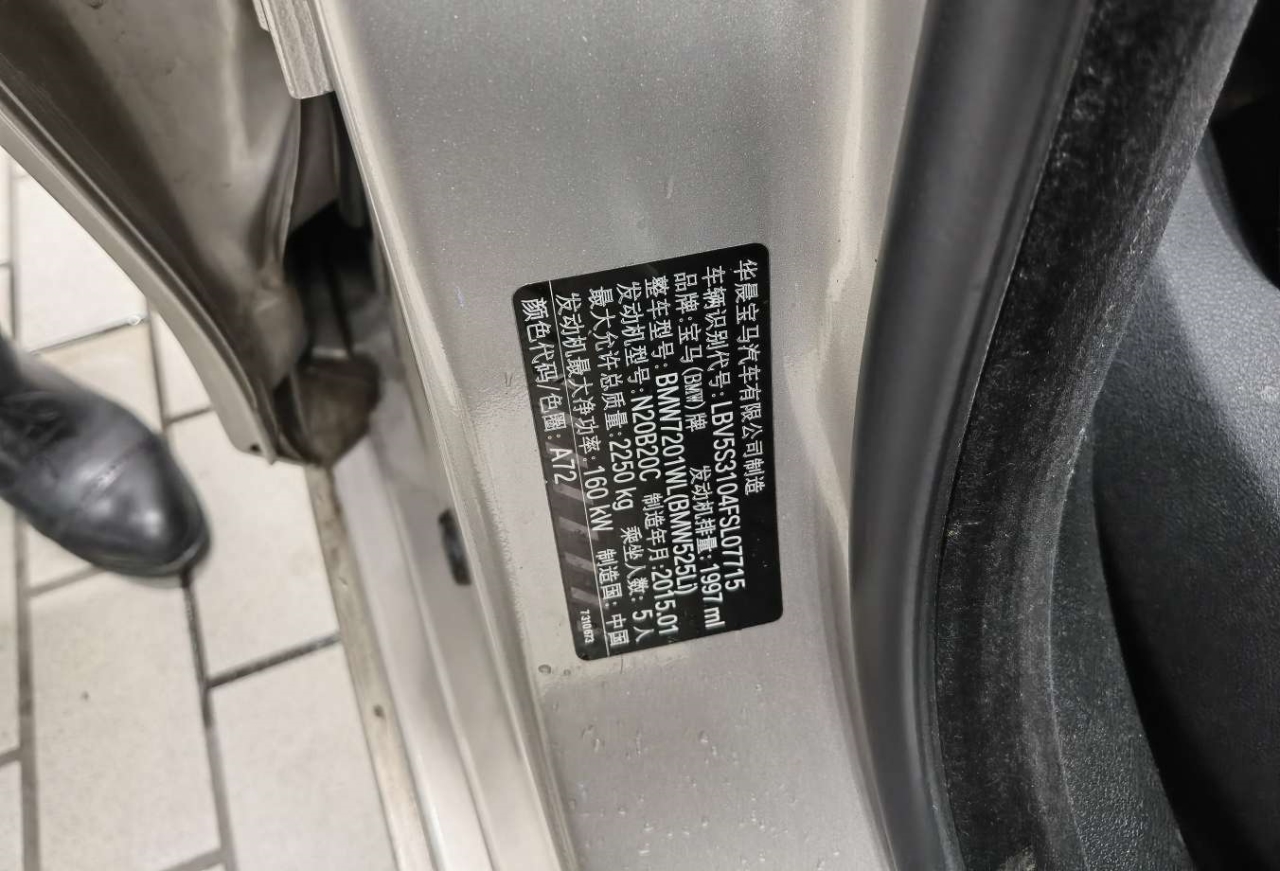 华晨宝马汽车有限公司制造
车辆识别代号：LBV5S3104FSL07715
品牌：宝马(BMW)牌 发动机排量：1997 ml
整车型号：BMW7201WL(BMW525Li)
发动机型号：N20B20C 制造年月：2015.01
最大允许总质量：2250 kg 乘坐人数：5人
发动机最大净功率：160 kW 制造国：中国
颜色代码/色圈：A72 7310873